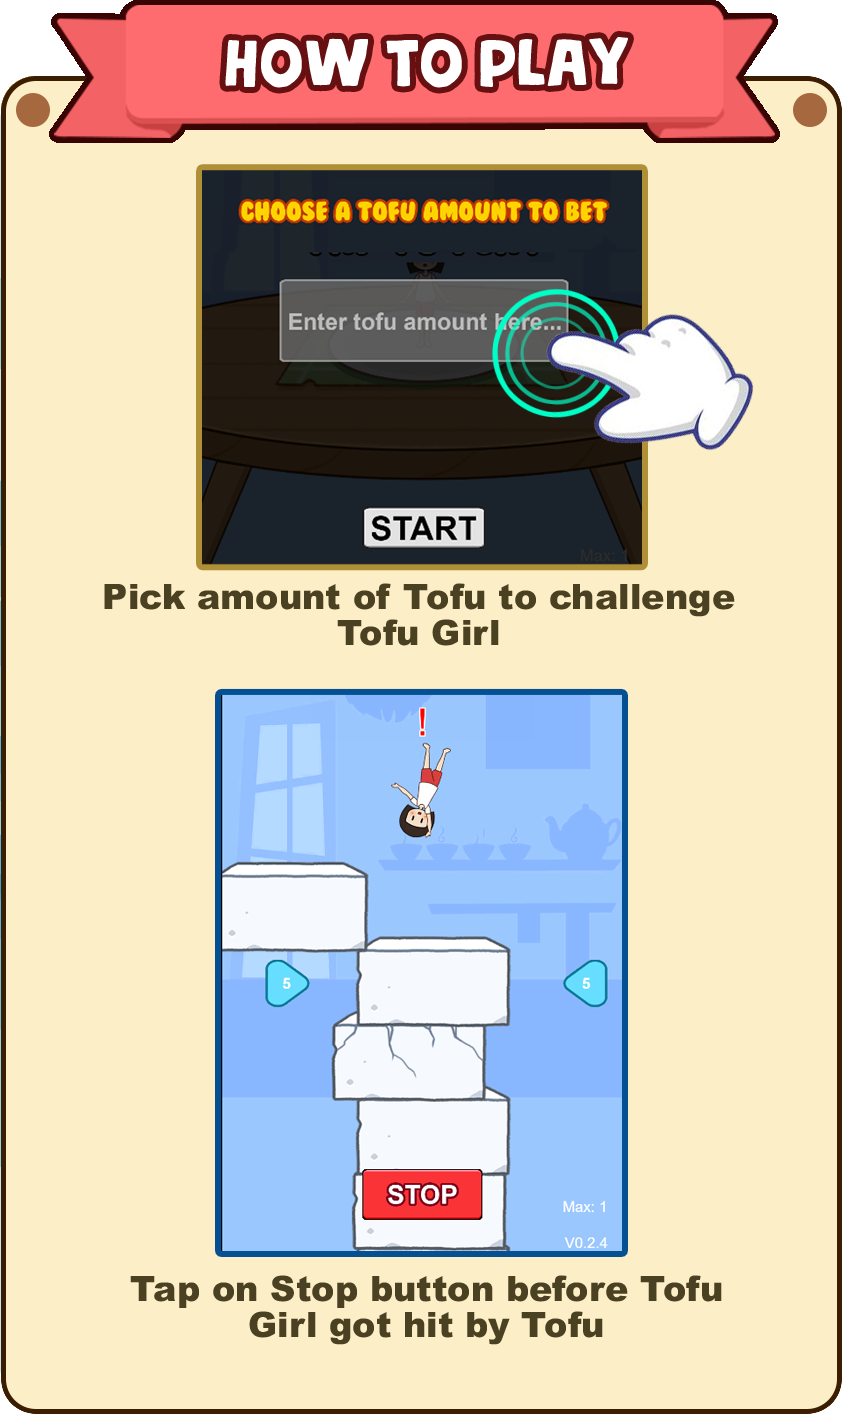 HOW TO PLAY
CHOOSE A TOFU AMOUNT TO BET
Enter tofu amount here...
START
Max: 1
Pick amount of Tofu to challenge
Tofu Girl
!
5
5
STOP
Max: 1
V0.2.4
Tap on Stop button before Tofu
Girl got hit by Tofu